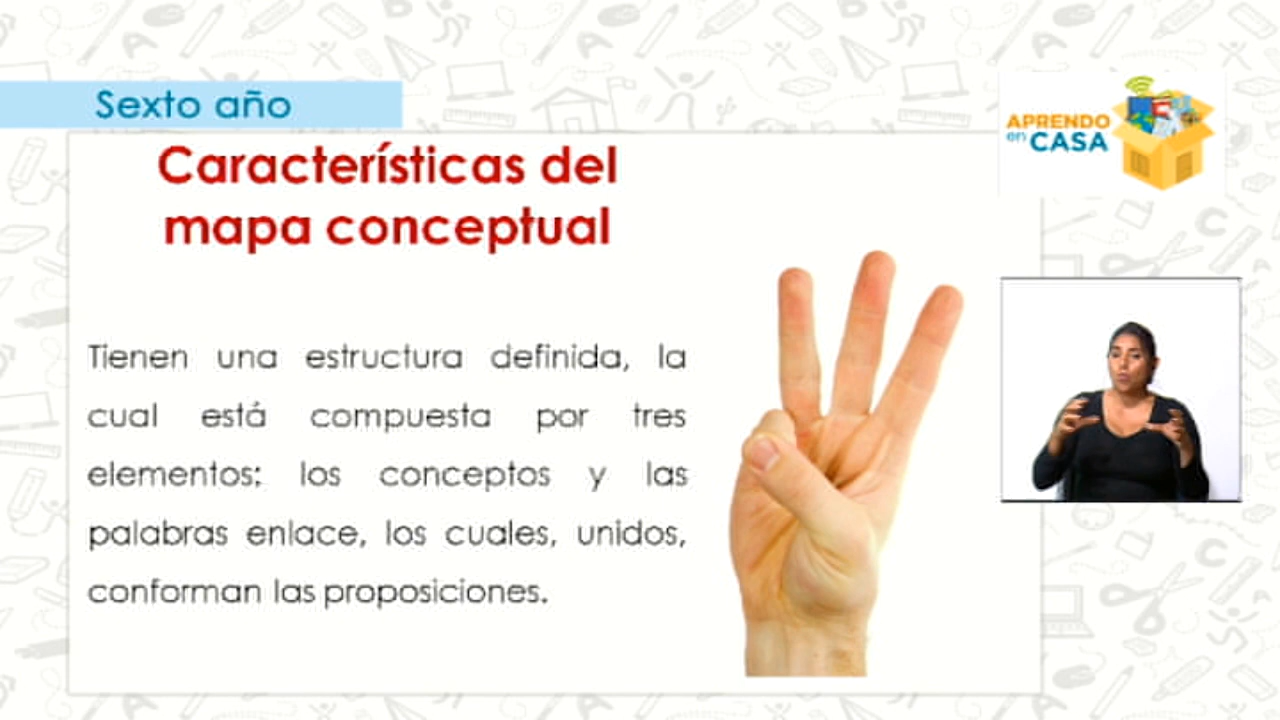 Sexto año
APRENDO
en CASA
Características del
mapa conceptual
Tienen una estructura definida, la
cual está compuesta por tres
elementos: los conceptos y las
palabras enlace, los cuales, unidos,
conforman las proposiciones.